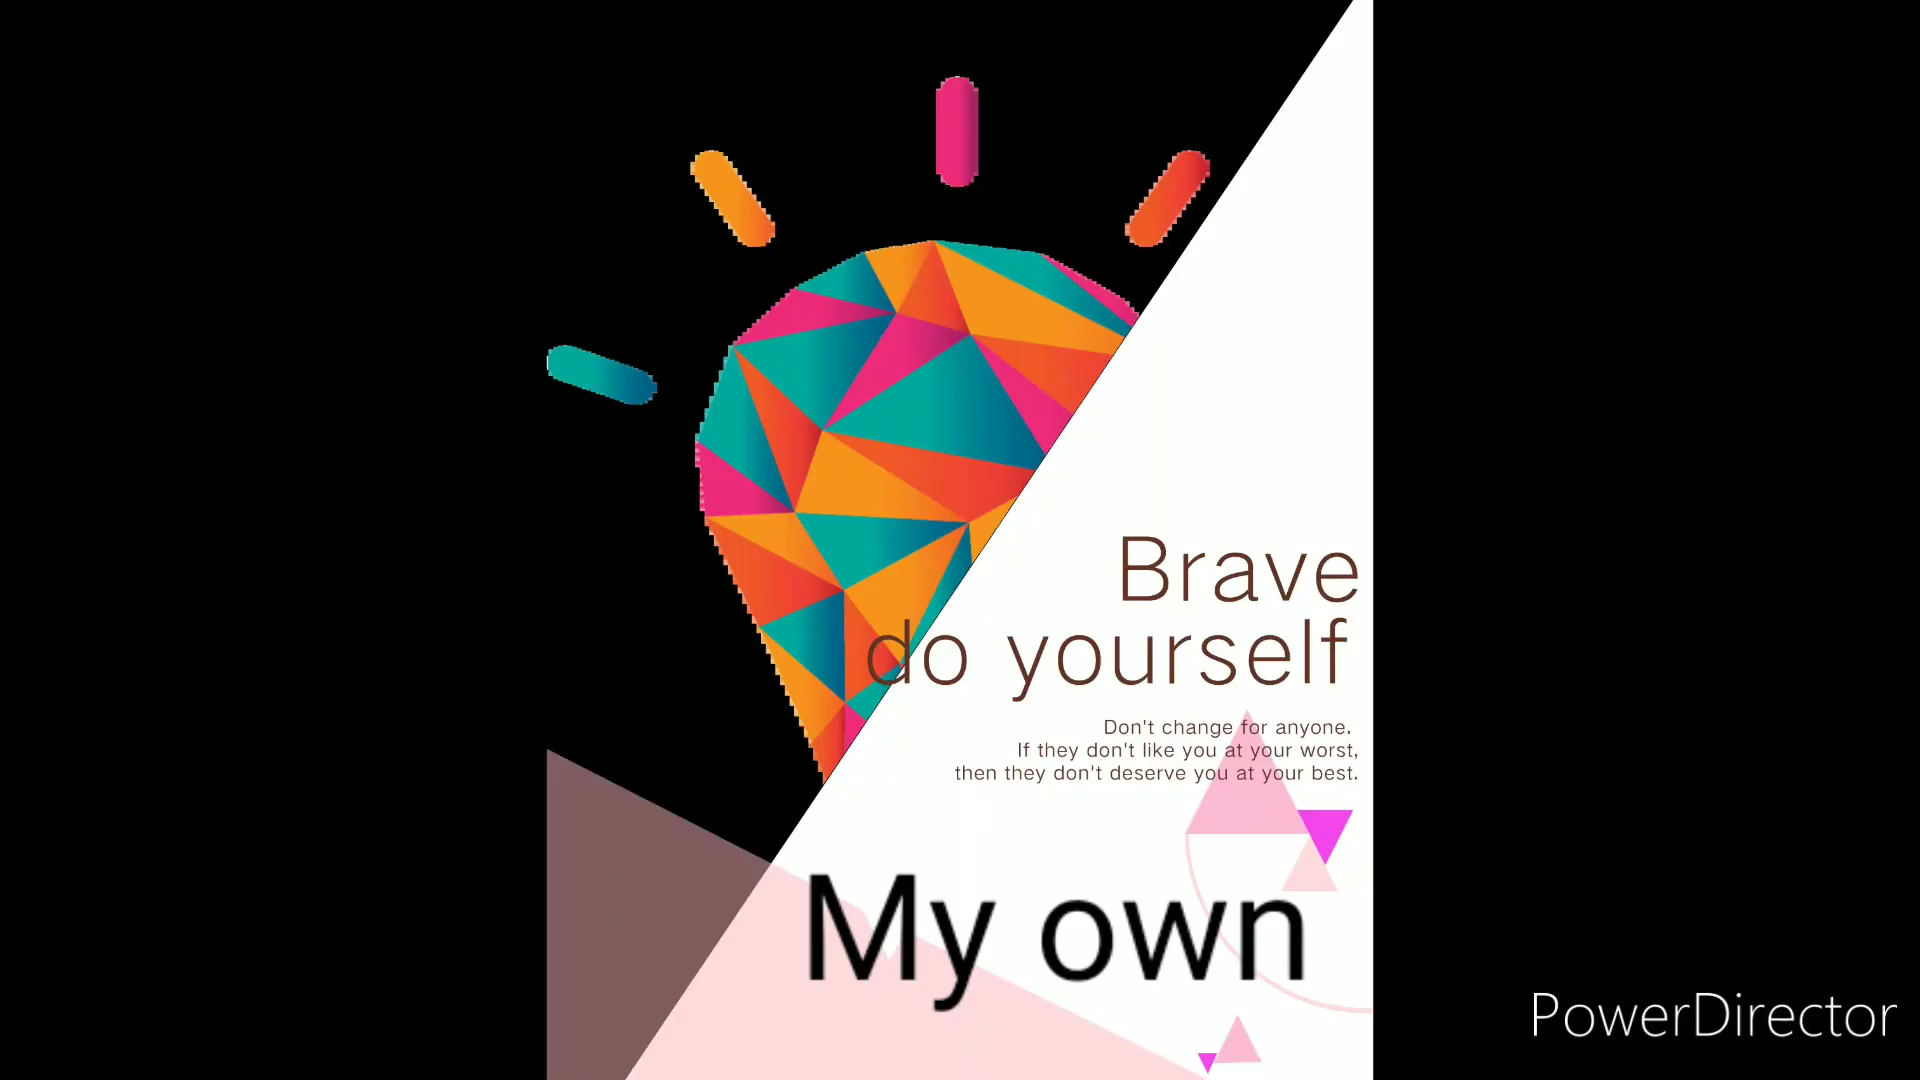 Brave
do yourself
Don't change for anyone.
If they don't like you at your worst,
then they don't deserve you at your best.
My own
PowerDirector